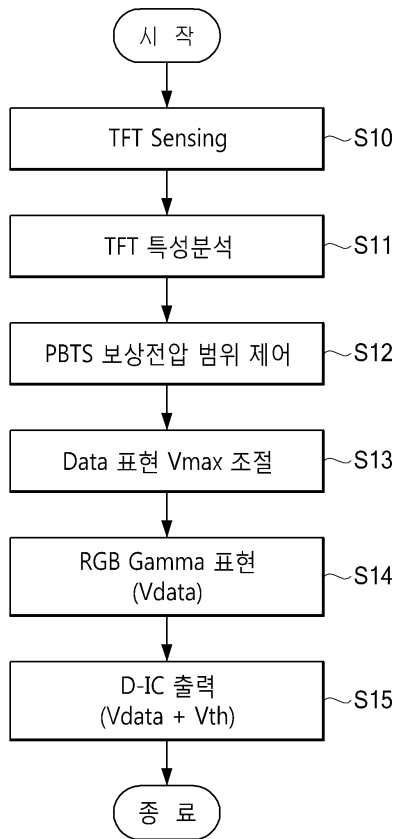 시 작
TFT Sensing
S10
TFT 특성분석
S11
PBTS 보상전압 범위 제어
S12
Data 표현 Vmax 조절
S13
RGB Gamma 표현
(Vdata)
S14
D-IC 출력
(Vdata + Vth)
S15
종 료